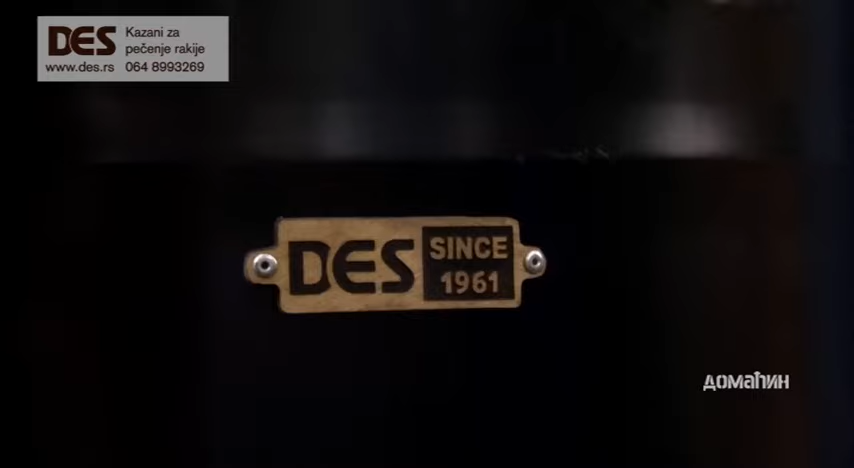 DES
Kazani za
pečenje rakije
www.des.rs 064 8993269
DES
SINCE
1961
домаћин